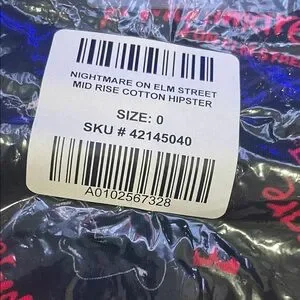 NIGHTMARE ON ELM STREET
MID RISE COTTON HIPSTER
SIZE: 0
SKU # 42145040
A0102567328